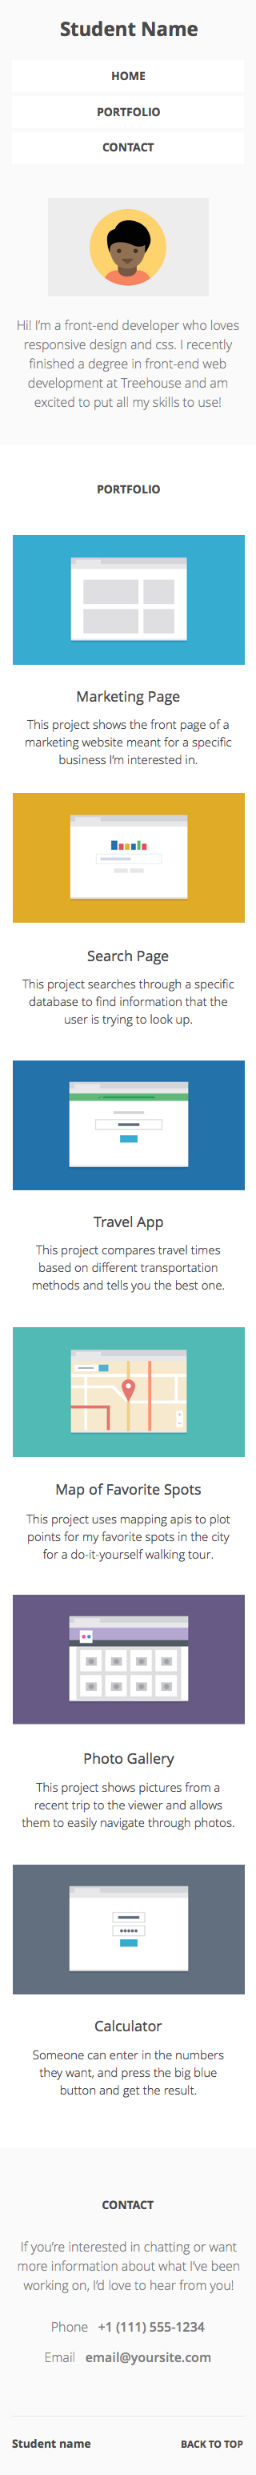 Student Name
HOME
PORTFOLIO
CONTACT
Hi! I'm a front-end developer who loves
responsive design and css. I recently
finished a degree in front-end web
development at Treehouse and am
excited to put all my skills to use!
PORTFOLIO
Marketing Page
This project shows the front page of a
marketing website meant for a specific
business I'm interested in.
Search Page
This project searches through a specific
database to find information that the
user is trying to look up.
Travel App
This project compares travel times
based on different transportation
methods and tells you the best one.
Map of Favorite Spots
This project uses mapping apis to plot
points for my favorite spots in the city
for a do-it-yourself walking tour.
Photo Gallery
This project shows pictures from a
recent trip to the viewer and allows
them to easily navigate through photos.
Calculator
Someone can enter in the numbers
they want, and press the big blue
button and get the result.
CONTACT
If you're interested in chatting or want
more information about what I've been
working on, I'd love to hear from you!
Phone +1 (111) 555-1234
Email email@yoursite.com
Student name BACK TO TOP